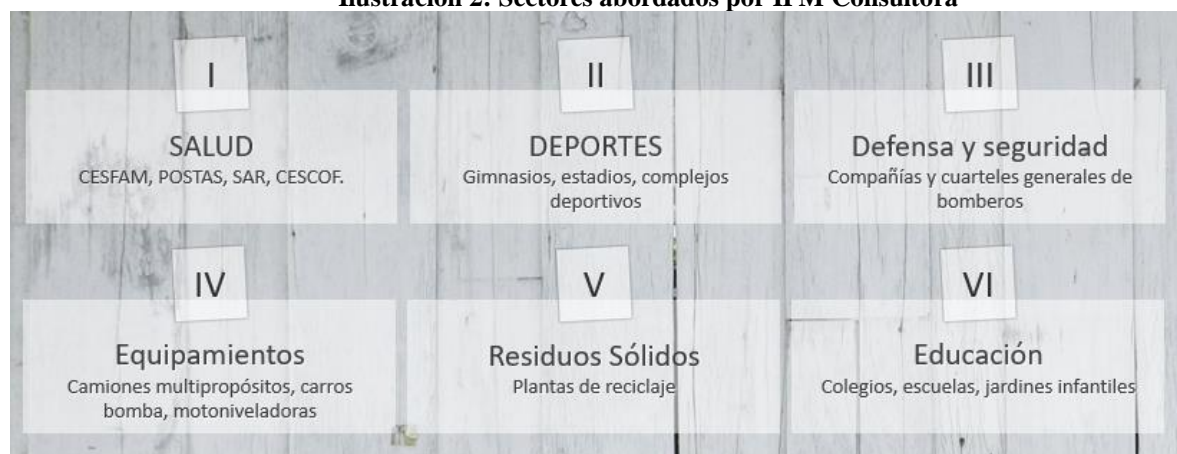 Ilustración 2: Sectores abordados por IPM Consultora
I
SALUD
CESFAM, POSTAS, SAR, CESCOF.
II
DEPORTES
Gimnasios, estadios, complejos
deportivos
III
Defensa y seguridad
Compañías y cuarteles generales de
bomberos
IV
Equipamientos
Camiones multipropósitos, carros
bomba, motoniveladoras
V
Residuos Sólidos
Plantas de reciclaje
VI
Educación
Colegios, escuelas, jardines infantiles